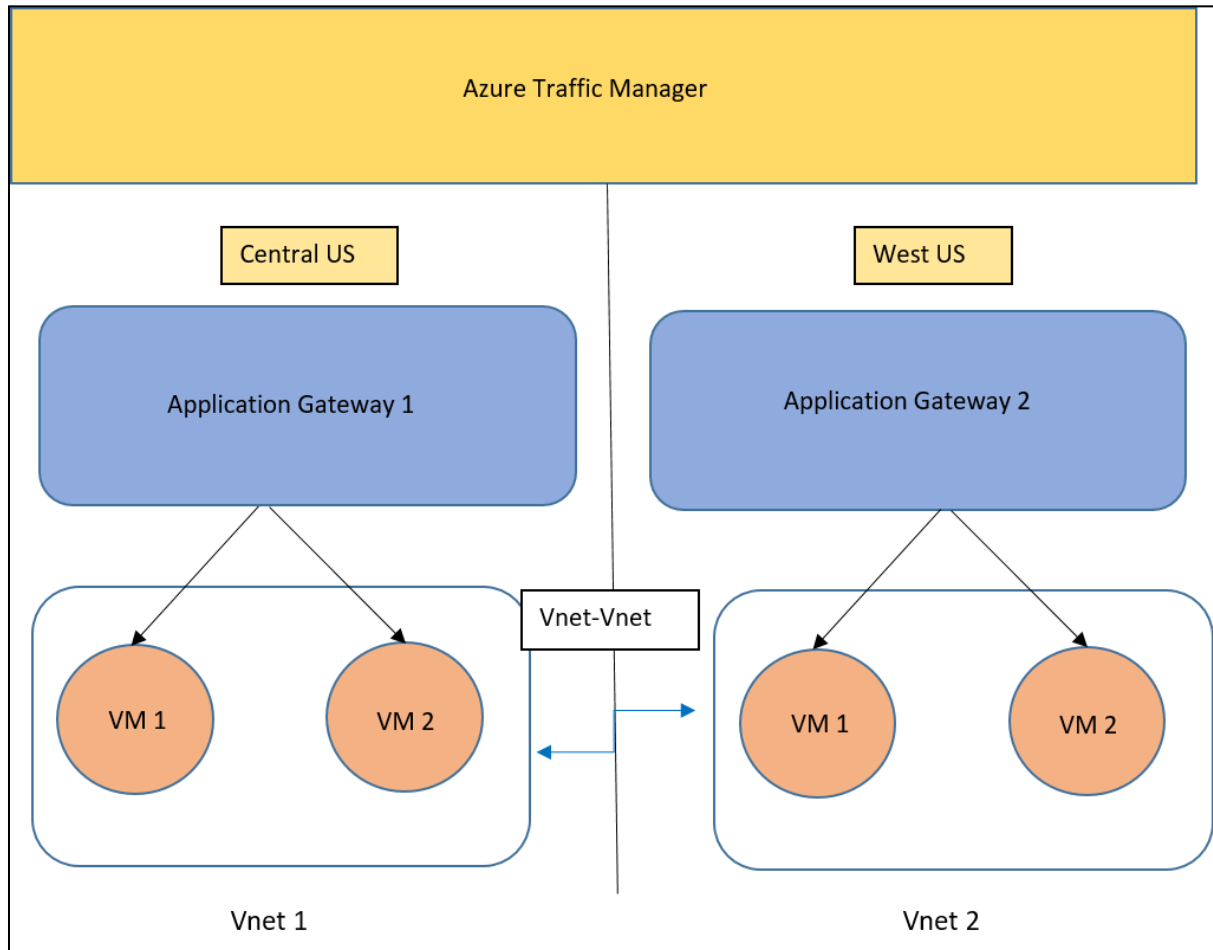 Azure Traffic Manager
Central US
West US
Application Gateway 1
Application Gateway 2
Vnet-Vnet
VM 1
VM 2
VM 1
VM 2
Vnet 1
Vnet 2